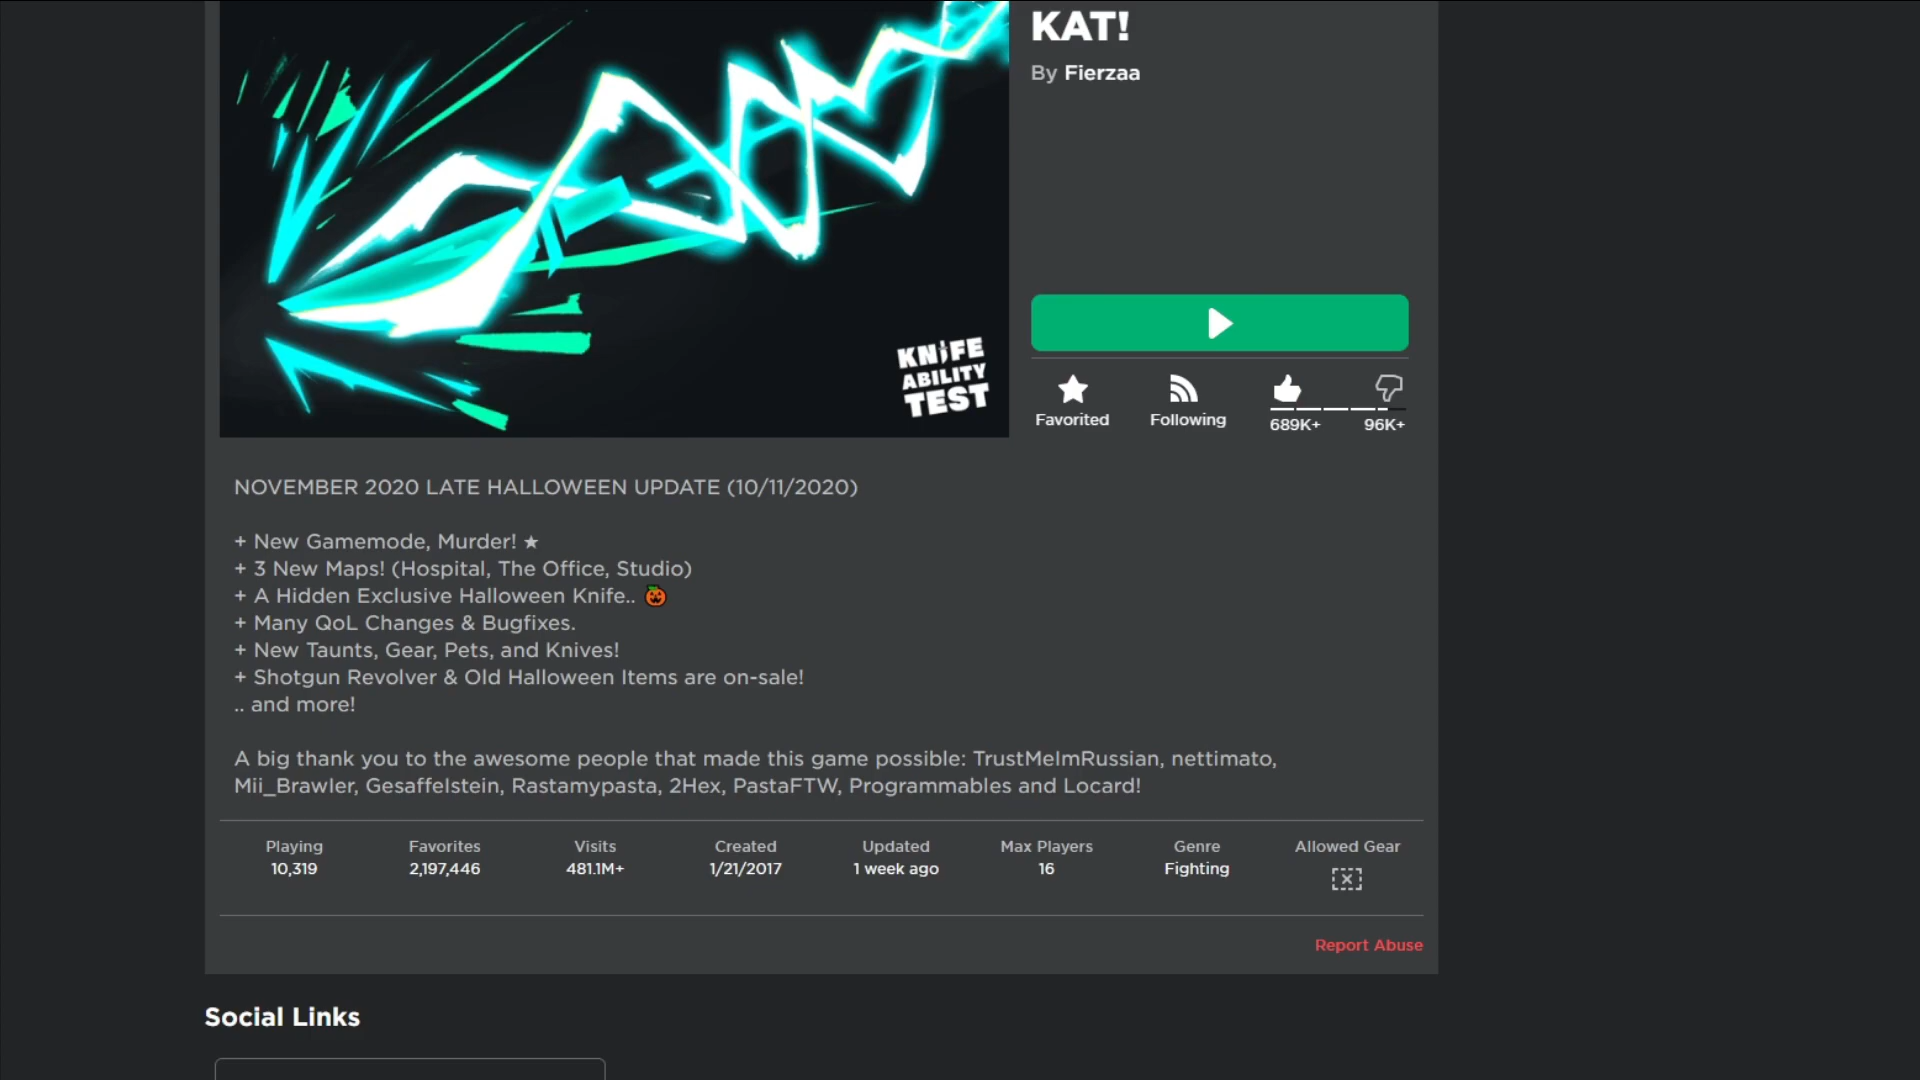 KAT!
By Fierzaa
KNiFE
ABILITY
TEST
Favorited
Following
689K+
96K+
NOVEMBER 2020 LATE HALLOWEEN UPDATE (10/11/2020)
+ New Gamemode, Murder! ★
+ 3 New Maps! (Hospital, The Office, Studio)
+ A Hidden Exclusive Halloween Knife.. 🎃
+ Many QoL Changes & Bugfixes.
+ New Taunts, Gear, Pets, and Knives!
+ Shotgun Revolver & Old Halloween Items are on-sale!
.. and more!
A big thank you to the awesome people that made this game possible: TrustMeImRussian, nettimato,
Mii_Brawler, Gesaffelstein, Rastamypasta, 2Hex, PastaFTW, Programmables and Locard!
Playing Favorites Visits Created Updated Max Players Genre Allowed Gear
10,319 2,197,446 481.1M+ 1/21/2017 1 week ago 16 Fighting
Report Abuse
Social Links